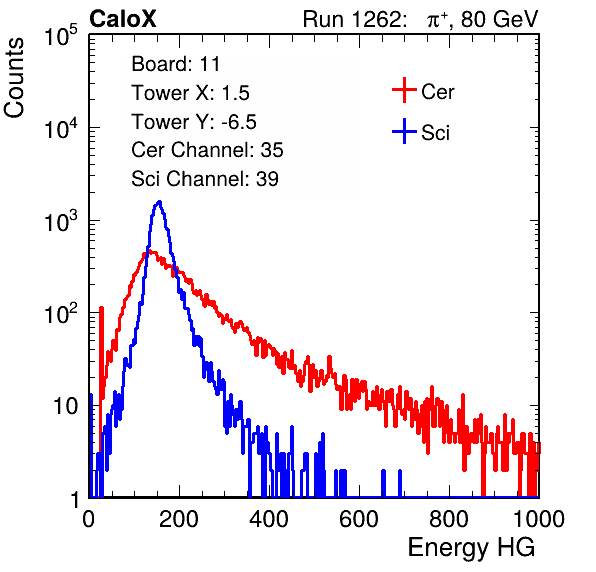 CaloX Run 1262: π⁺, 80 GeV
Counts
10⁵
10⁴
10³
10²
10
1
Board: 11
Tower X: 1.5
Tower Y: -6.5
Cer Channel: 35
Sci Channel: 39
Cer
Sci
0 200 400 600 800 1000
Energy HG